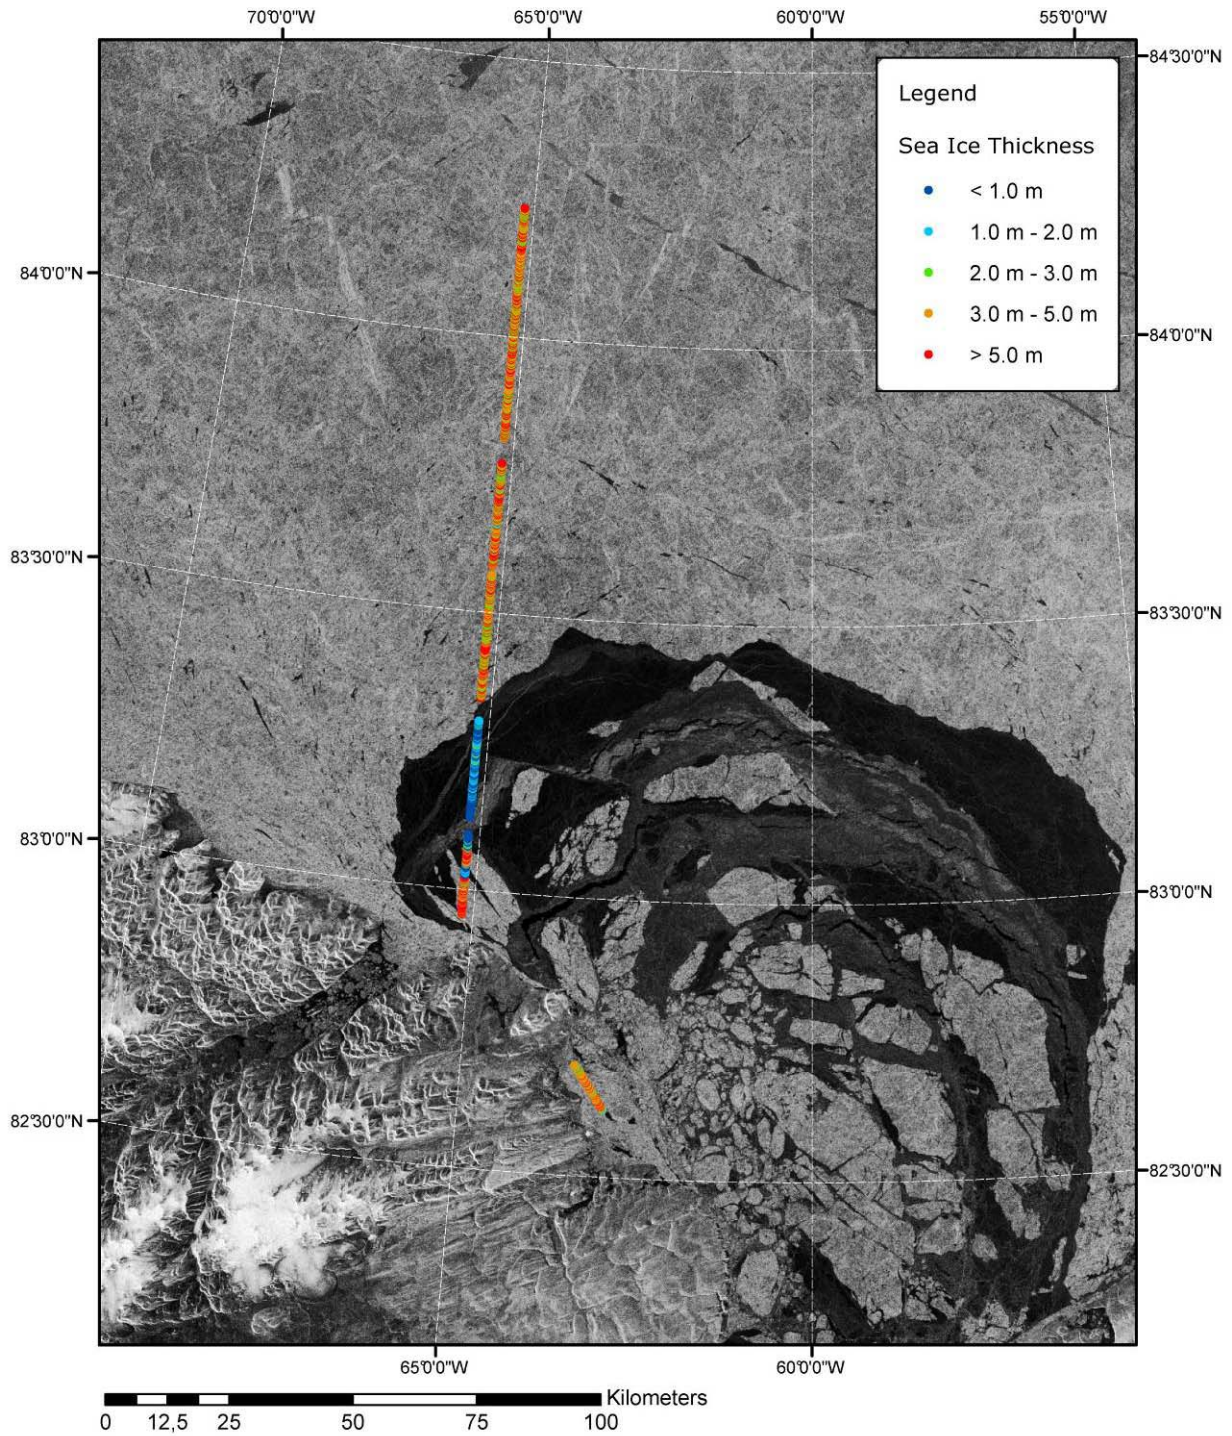 70°0'0"W 65°0'0"W 60°0'0"W 55°0'0"W
84°30'0"N
Legend
Sea Ice Thickness
< 1.0 m
1.0 m - 2.0 m
2.0 m - 3.0 m
3.0 m - 5.0 m
> 5.0 m
84°0'0"N
84°0'0"N
83°30'0"N
83°30'0"N
83°0'0"N
83°0'0"N
82°30'0"N
82°30'0"N
65°0'0"W 60°0'0"W
Kilometers
0 12,5 25 50 75 100